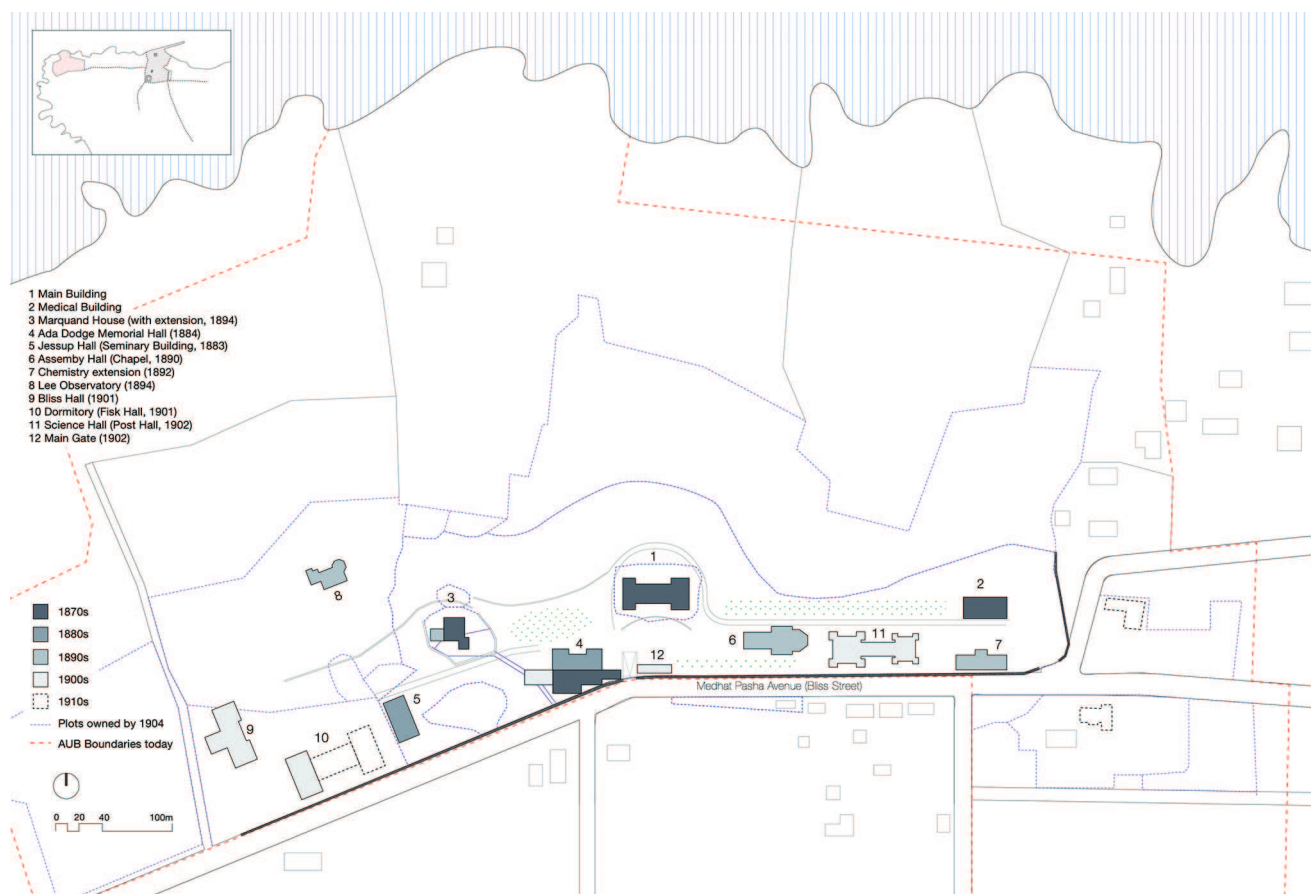 1 Main Building
2 Medical Building
3 Marquand House (with extension, 1894)
4 Ada Dodge Memorial Hall (1884)
5 Jessup Hall (Seminary Building, 1883)
6 Assemby Hall (Chapel, 1890)
7 Chemistry extension (1892)
8 Lee Observatory (1894)
9 Bliss Hall (1901)
10 Dormitory (Fisk Hall, 1901)
11 Science Hall (Post Hall, 1902)
12 Main Gate (1902)
1
2
3
8
4
6
11
7
12
Medhat Pasha Avenue (Bliss Street)
5
9
10
1870s
1880s
1890s
1900s
1910s
Plots owned by 1904
AUB Boundaries today
0 20 40 100m